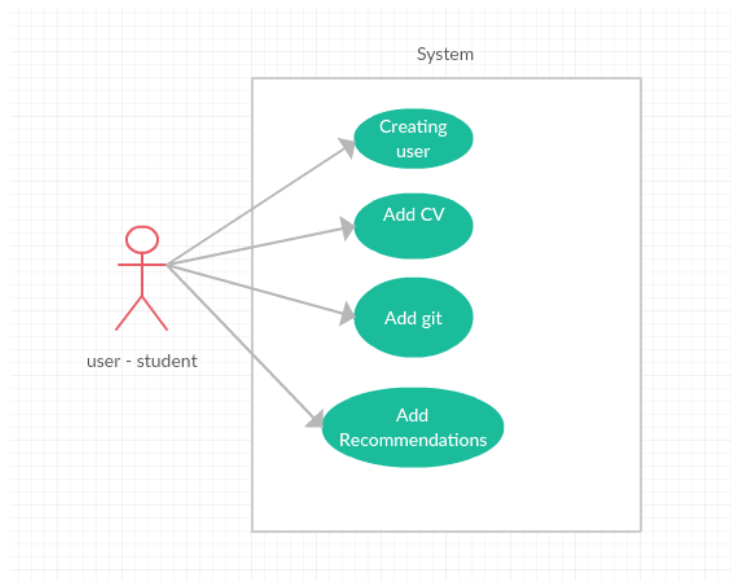 System
Creating
user
Add CV
Add git
user - student
Add
Recommendations